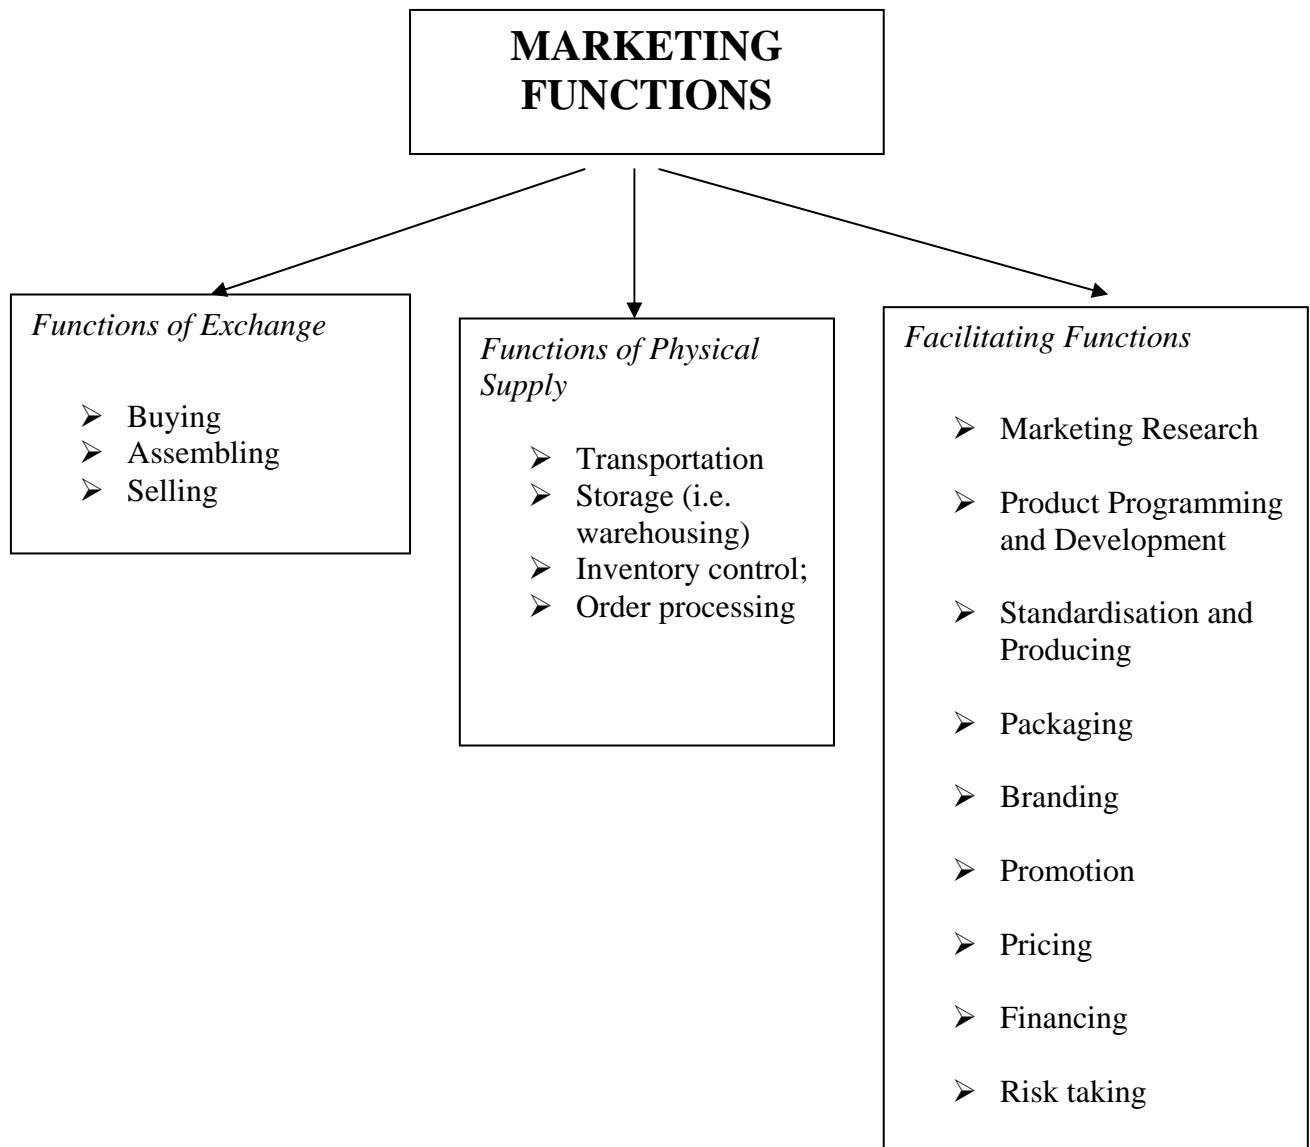 MARKETING
FUNCTIONS
Functions of Exchange
➢ Buying
➢ Assembling
➢ Selling
Functions of Physical
Supply
➢ Transportation
➢ Storage (i.e.
warehousing)
➢ Inventory control;
➢ Order processing
Facilitating Functions
➢ Marketing Research
➢ Product Programming
and Development
➢ Standardisation and
Producing
➢ Packaging
➢ Branding
➢ Promotion
➢ Pricing
➢ Financing
➢ Risk taking